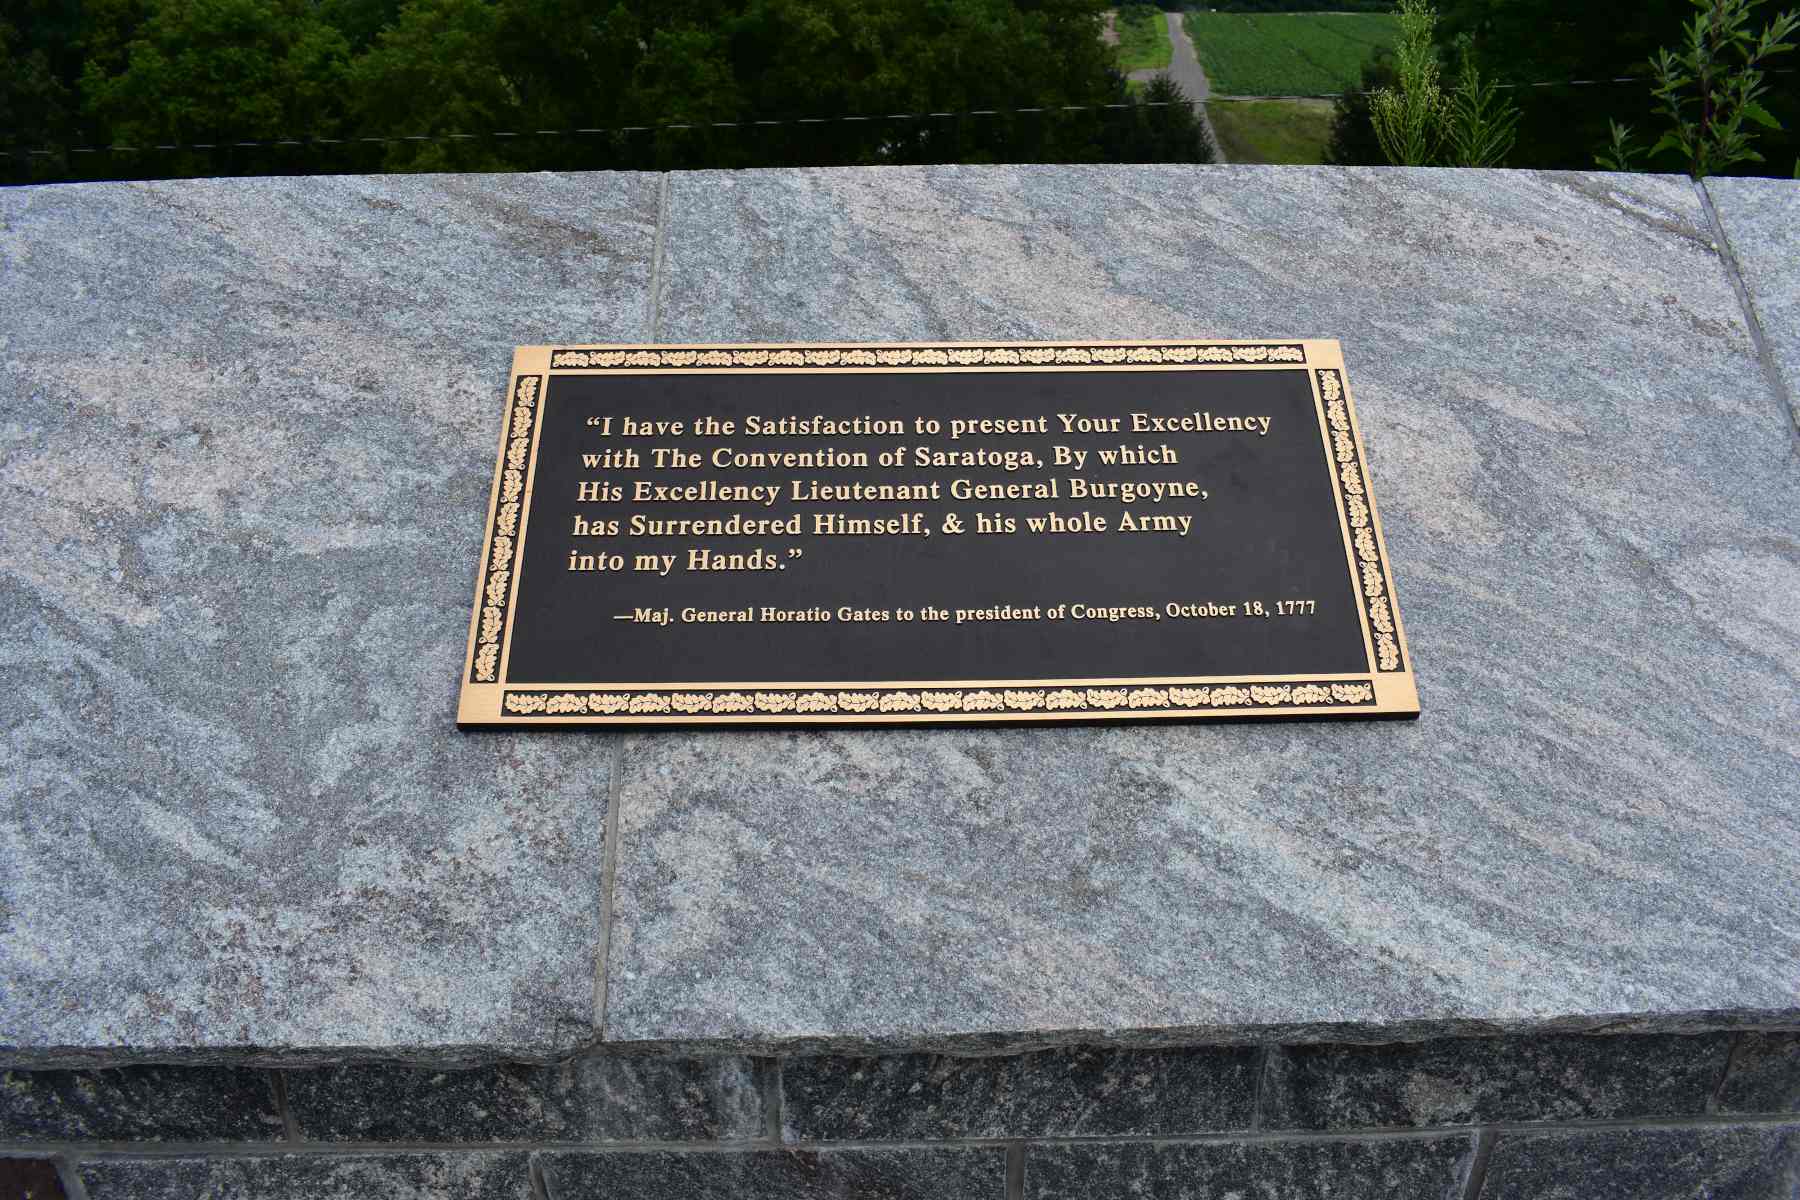 “I have the Satisfaction to present Your Excellency
with The Convention of Saratoga, By which
His Excellency Lieutenant General Burgoyne,
has Surrendered Himself, & his whole Army
into my Hands.”
—Maj. General Horatio Gates to the president of Congress, October 18, 1777